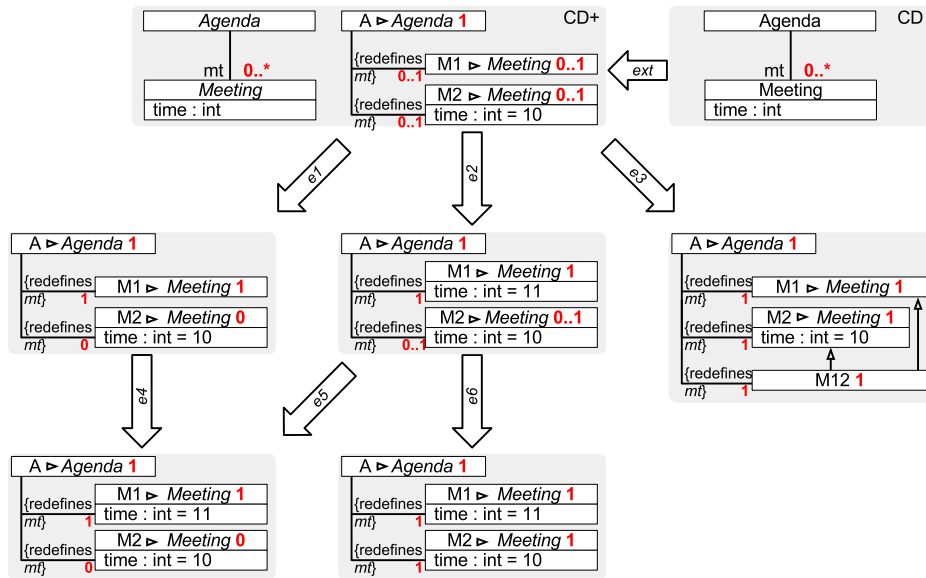 Agenda
mt 0..*
Meeting
time : int
CD+
A ⊳ Agenda 1
{redefines
mt} 0..1
M1 ⊳ Meeting 0..1
{redefines
mt} 0..1
M2 ⊳ Meeting 0..1
time : int = 10
ext
CD
Agenda
mt 0..*
Meeting
time : int
e1
e2
e3
A ⊳ Agenda 1
{redefines
mt} 1
M1 ⊳ Meeting 1
{redefines
mt} 0
M2 ⊳ Meeting 0
time : int = 10
A ⊳ Agenda 1
{redefines
mt} 1
M1 ⊳ Meeting 1
time : int = 11
{redefines
mt} 0..1
M2 ⊳ Meeting 0..1
time : int = 10
A ⊳ Agenda 1
{redefines
mt} 1
M1 ⊳ Meeting 1
{redefines
mt} 1
M2 ⊳ Meeting 1
time : int = 10
{redefines
mt} 1
M12 1
e4
e5
e6
A ⊳ Agenda 1
{redefines
mt} 1
M1 ⊳ Meeting 1
time : int = 11
{redefines
mt} 0
M2 ⊳ Meeting 0
time : int = 10
A ⊳ Agenda 1
{redefines
mt} 1
M1 ⊳ Meeting 1
time : int = 11
{redefines
mt} 1
M2 ⊳ Meeting 1
time : int = 10